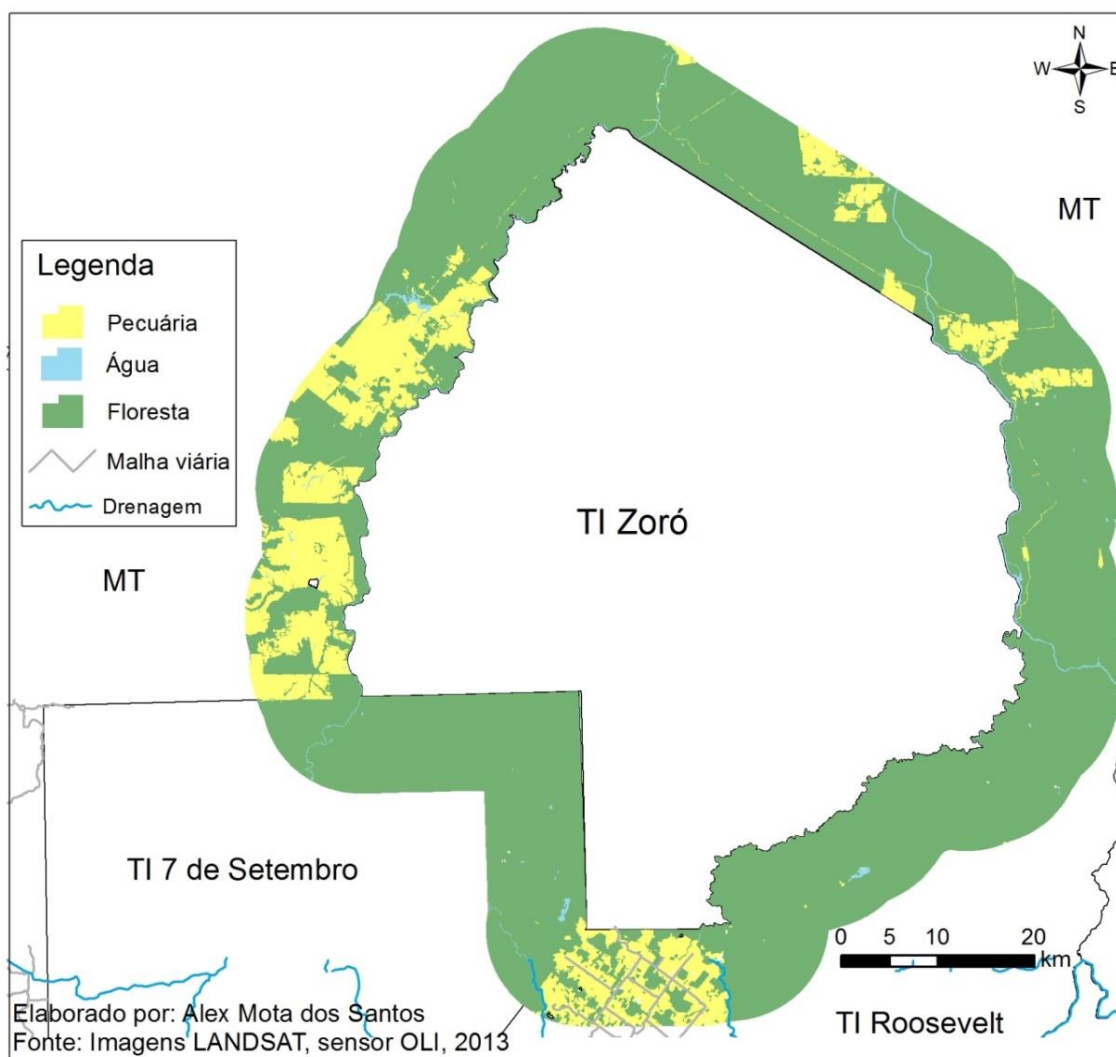 N
W E
S
MT
Legenda
Pecuária
Água
Floresta
Malha viária
Drenagem
TI Zoró
MT
TI 7 de Setembro
0 5 10 20
km
Elaborado por: Alex Mota dos Santos
Fonte: Imagens LANDSAT, sensor OLI, 2013
TI Roosevelt